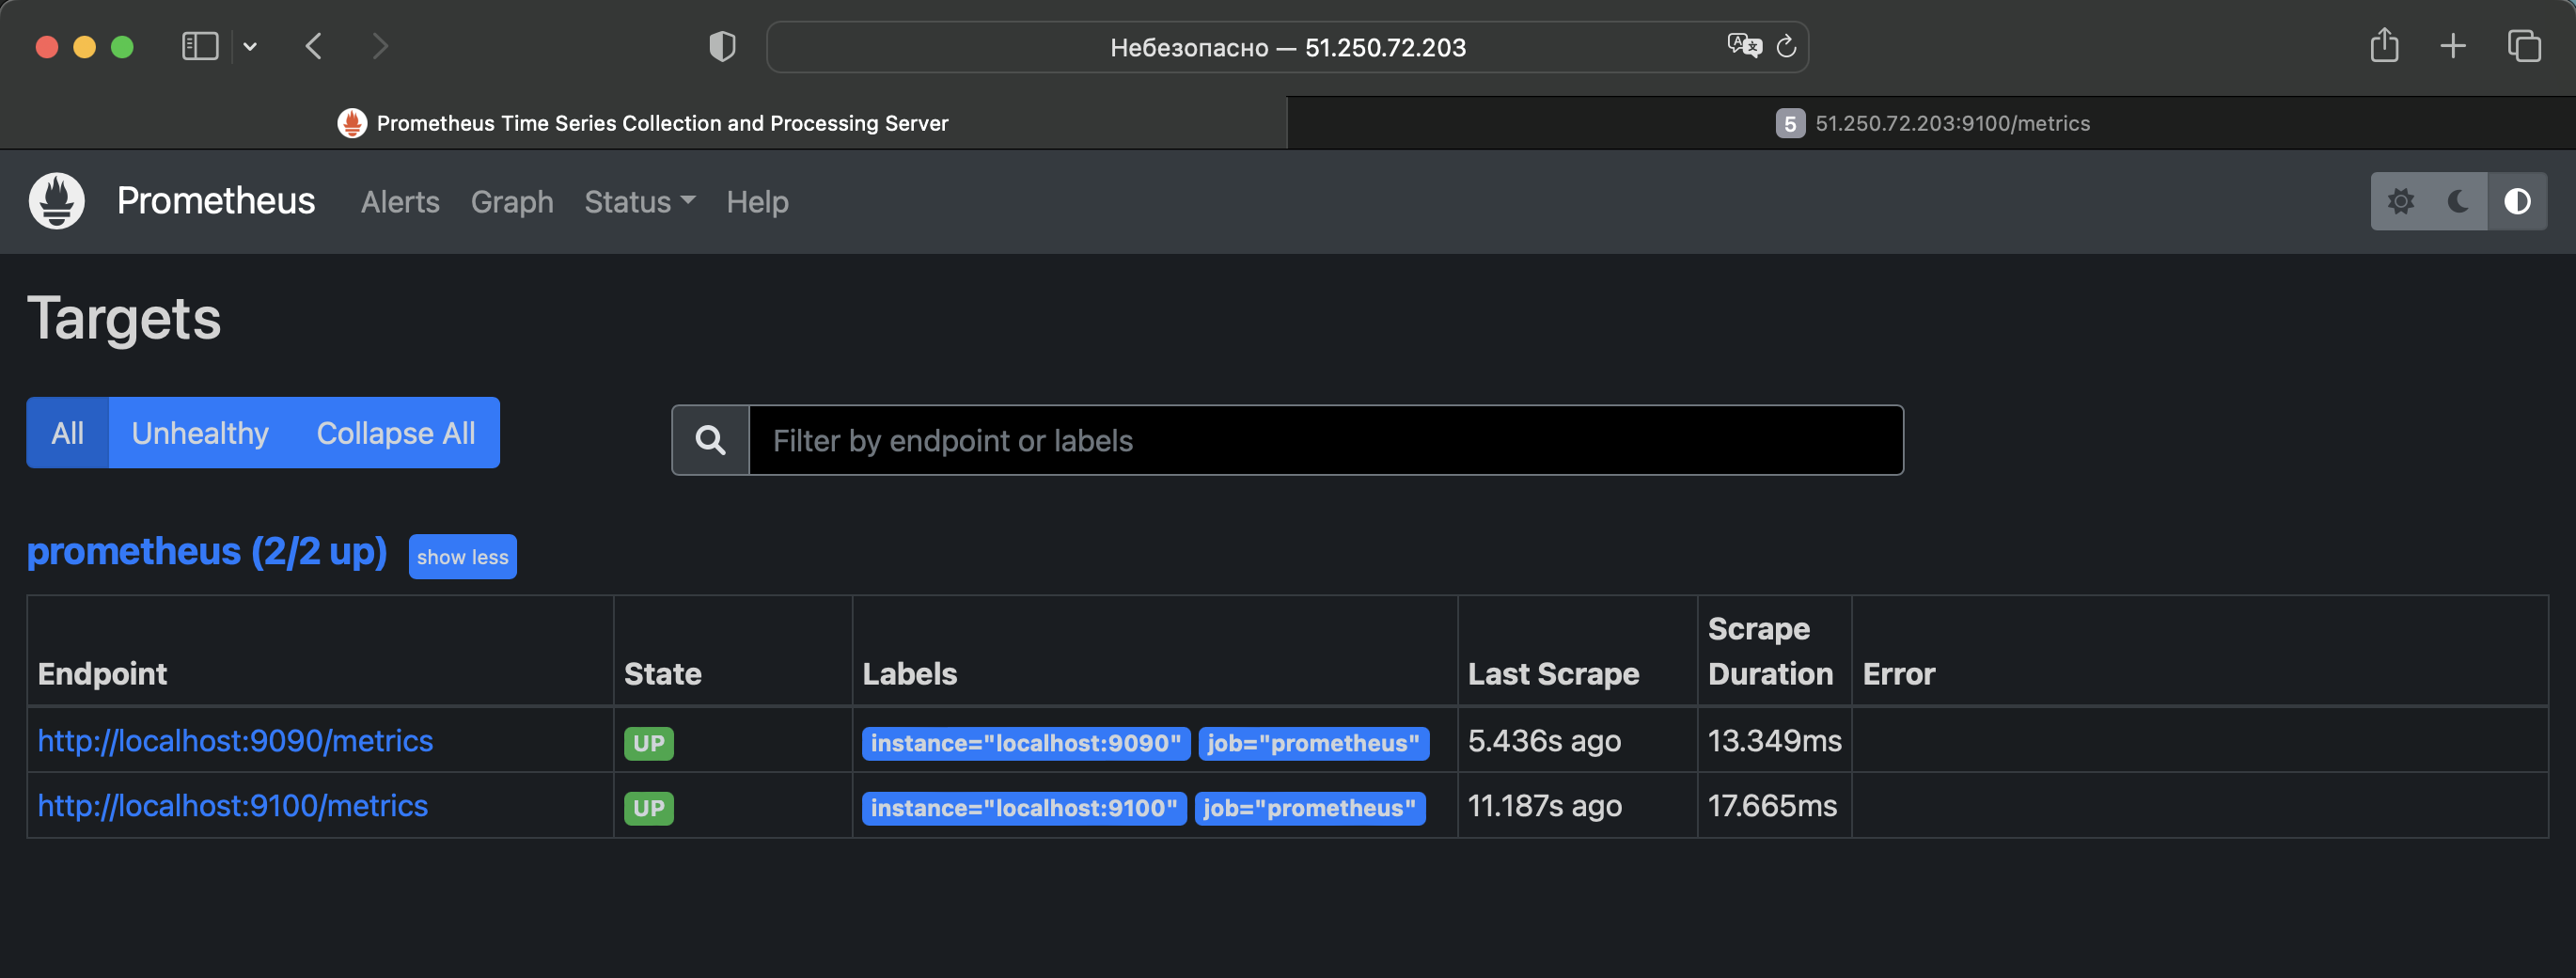 Небезопасно — 51.250.72.203
Prometheus Time Series Collection and Processing Server
5 51.250.72.203:9100/metrics
Prometheus Alerts Graph Status Help
Targets
All Unhealthy Collapse All
Filter by endpoint or labels
prometheus (2/2 up) show less
Endpoint State Labels Last Scrape Scrape Duration Error
http://localhost:9090/metrics UP instance="localhost:9090" job="prometheus" 5.436s ago 13.349ms
http://localhost:9100/metrics UP instance="localhost:9100" job="prometheus" 11.187s ago 17.665ms